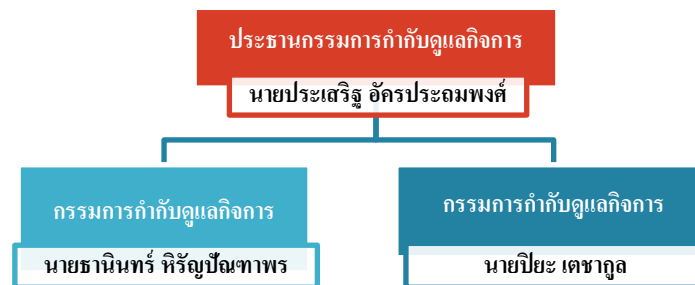 ประธานกรรมการกำกับดูแลกิจการ
นายประเสริฐ อัครประถมพงศ์
กรรมการกำกับดูแลกิจการ
นายธานินทร์ หิรัญปัณฑาพร
กรรมการกำกับดูแลกิจการ
นายปิยะ เตชากูล